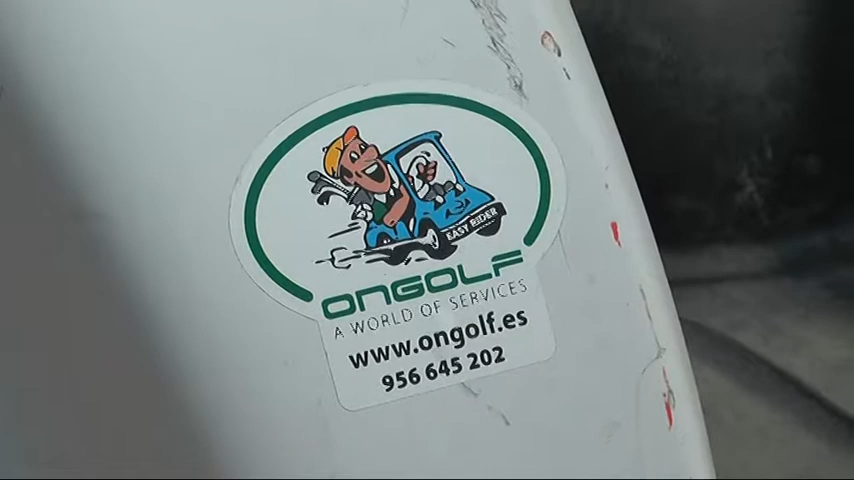 EASY RIDER
ONGOLF
A WORLD OF SERVICES
www.ongolf.es
956 645 202